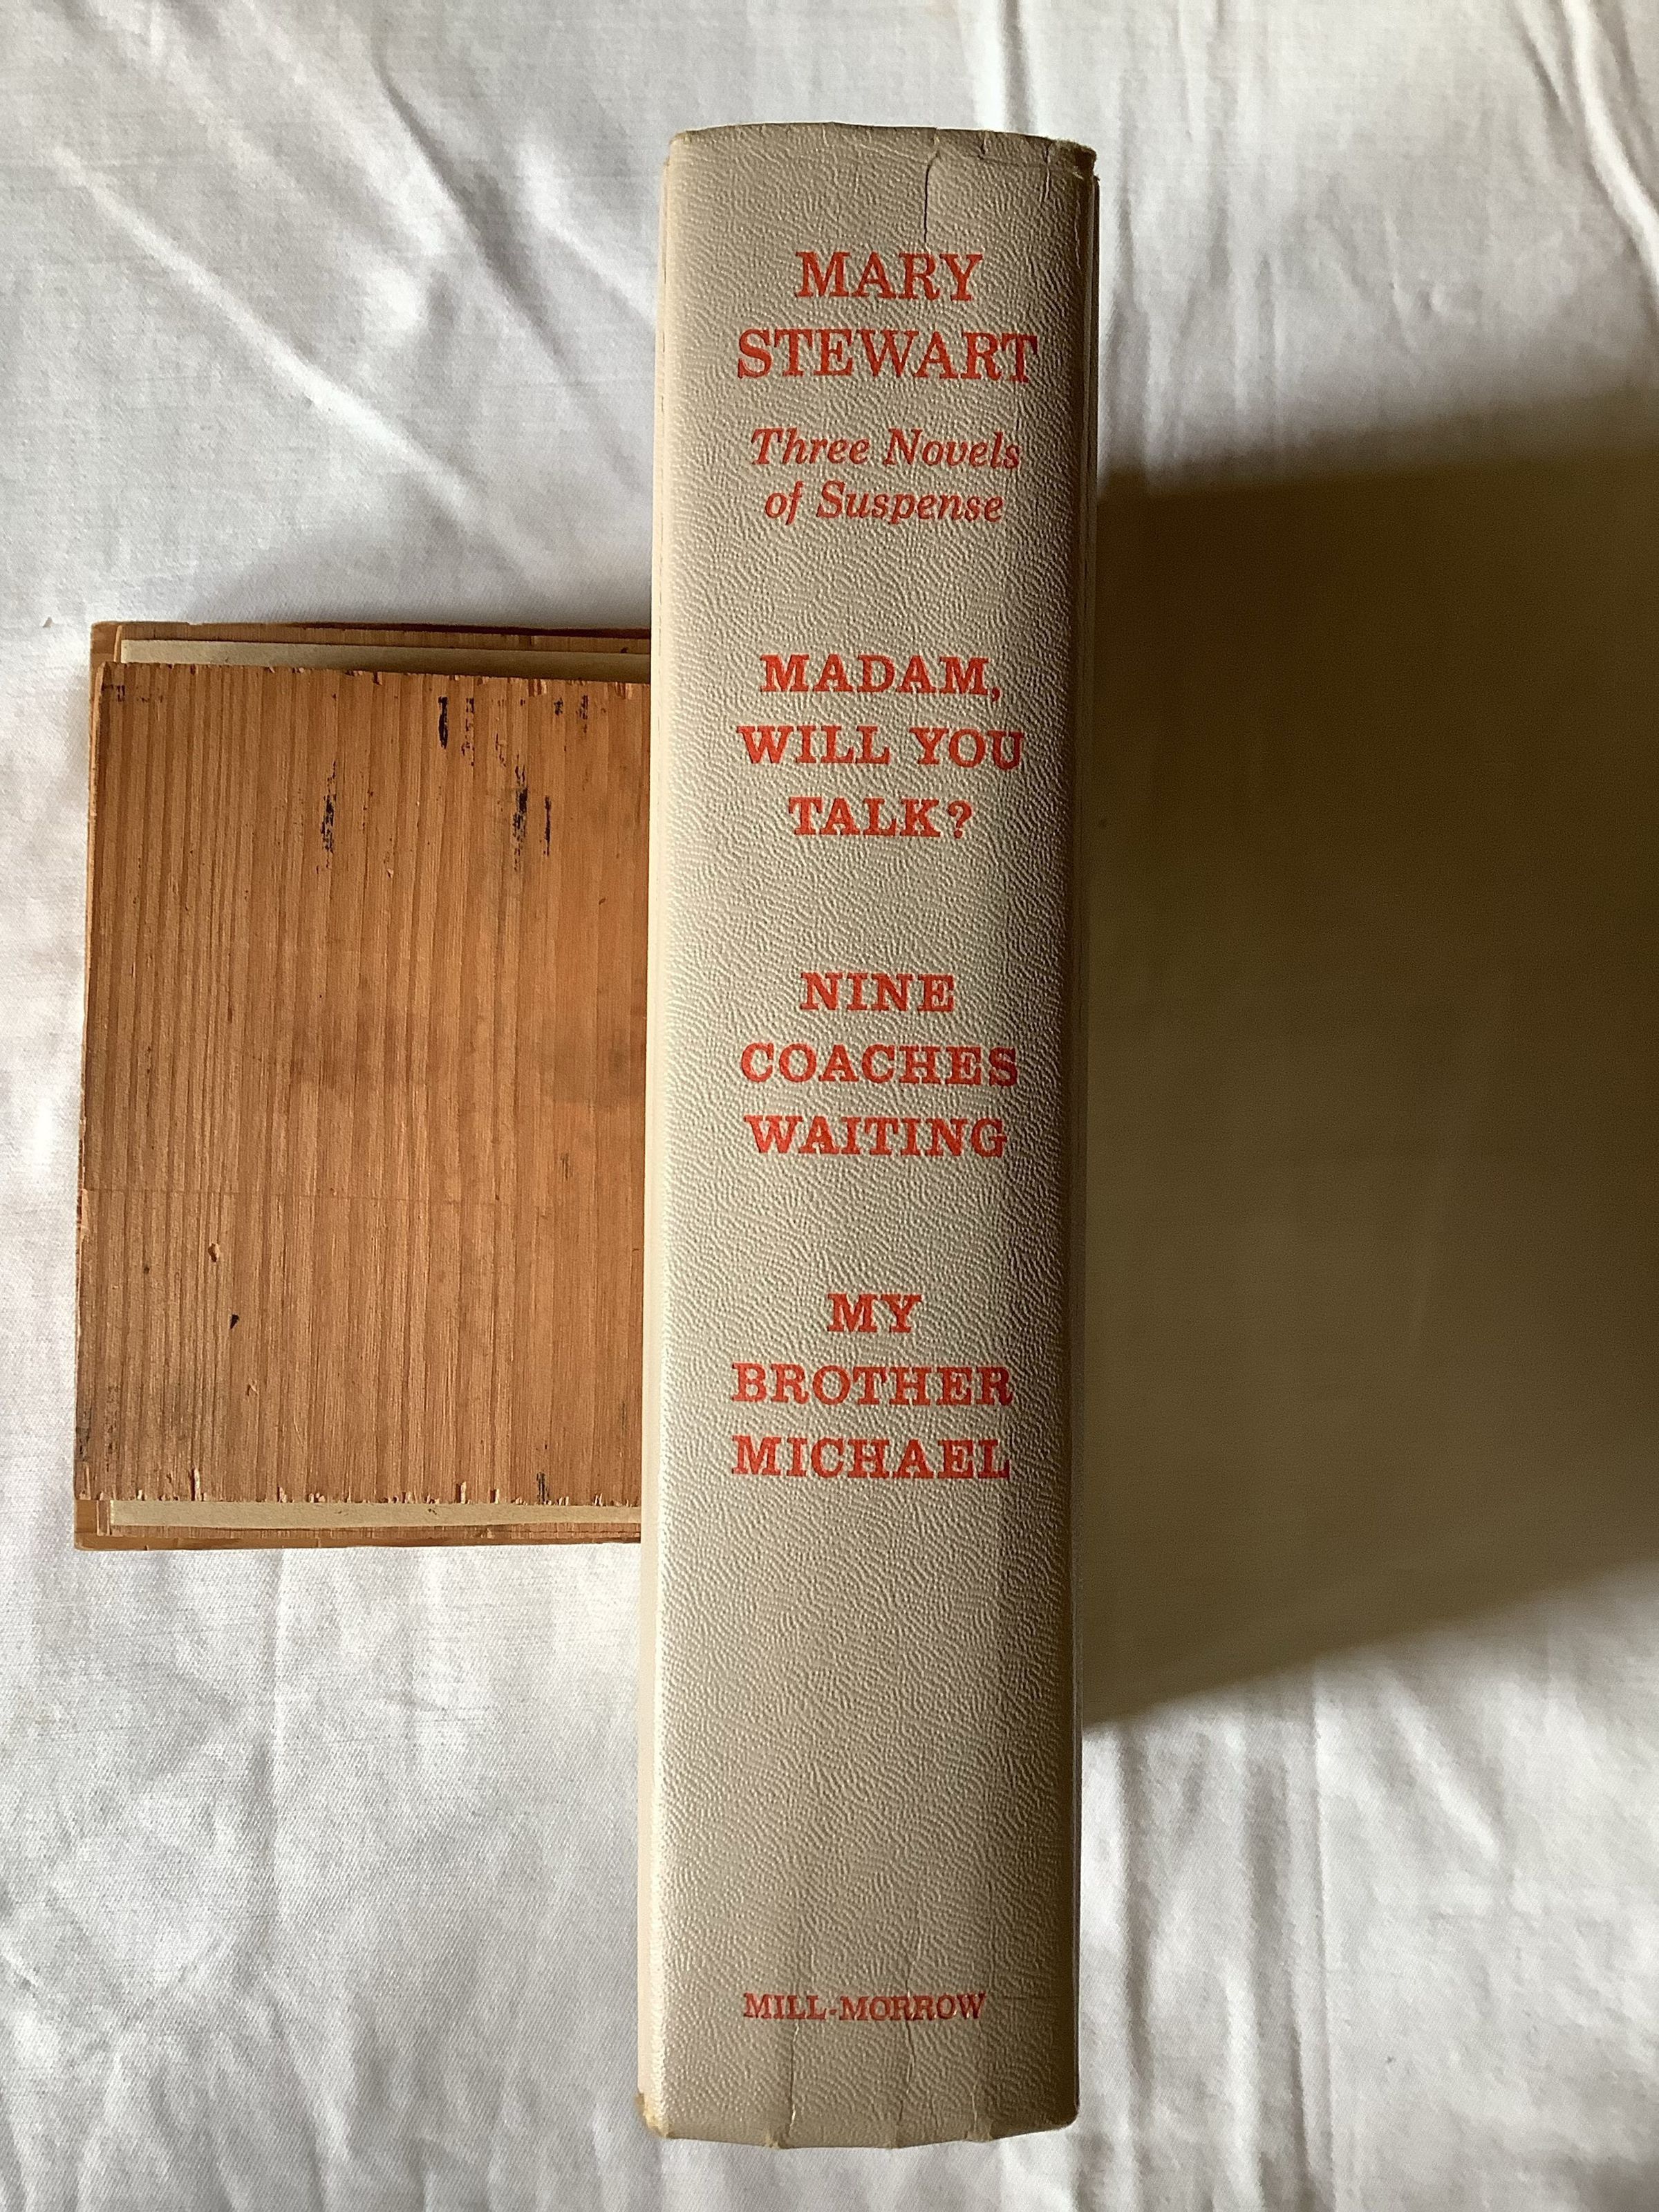 MARY
STEWART
Three Novels
of Suspense
MADAM,
WILL YOU
TALK?
NINE
COACHES
WAITING
MY
BROTHER
MICHAEL
MILL-MORROW